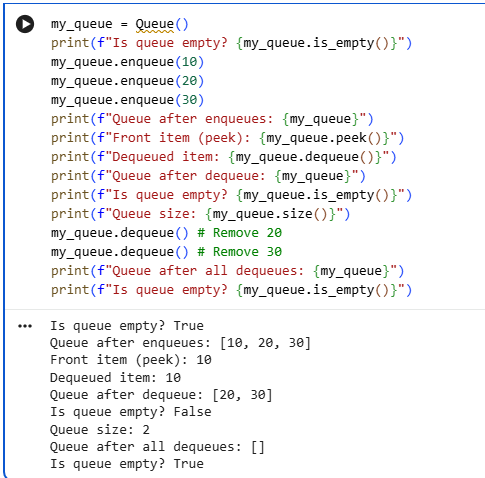 my_queue = Queue()
print(f"Is queue empty? {my_queue.is_empty()}")
my_queue.enqueue(10)
my_queue.enqueue(20)
my_queue.enqueue(30)
print(f"Queue after enqueues: {my_queue}")
print(f"Front item (peek): {my_queue.peek()}")
print(f"Dequeued item: {my_queue.dequeue()}")
print(f"Queue after dequeue: {my_queue}")
print(f"Is queue empty? {my_queue.is_empty()}")
print(f"Queue size: {my_queue.size()}")
my_queue.dequeue() # Remove 20
my_queue.dequeue() # Remove 30
print(f"Queue after all dequeues: {my_queue}")
print(f"Is queue empty? {my_queue.is_empty()}")
Is queue empty? True
Queue after enqueues: [10, 20, 30]
Front item (peek): 10
Dequeued item: 10
Queue after dequeue: [20, 30]
Is queue empty? False
Queue size: 2
Queue after all dequeues: []
Is queue empty? True